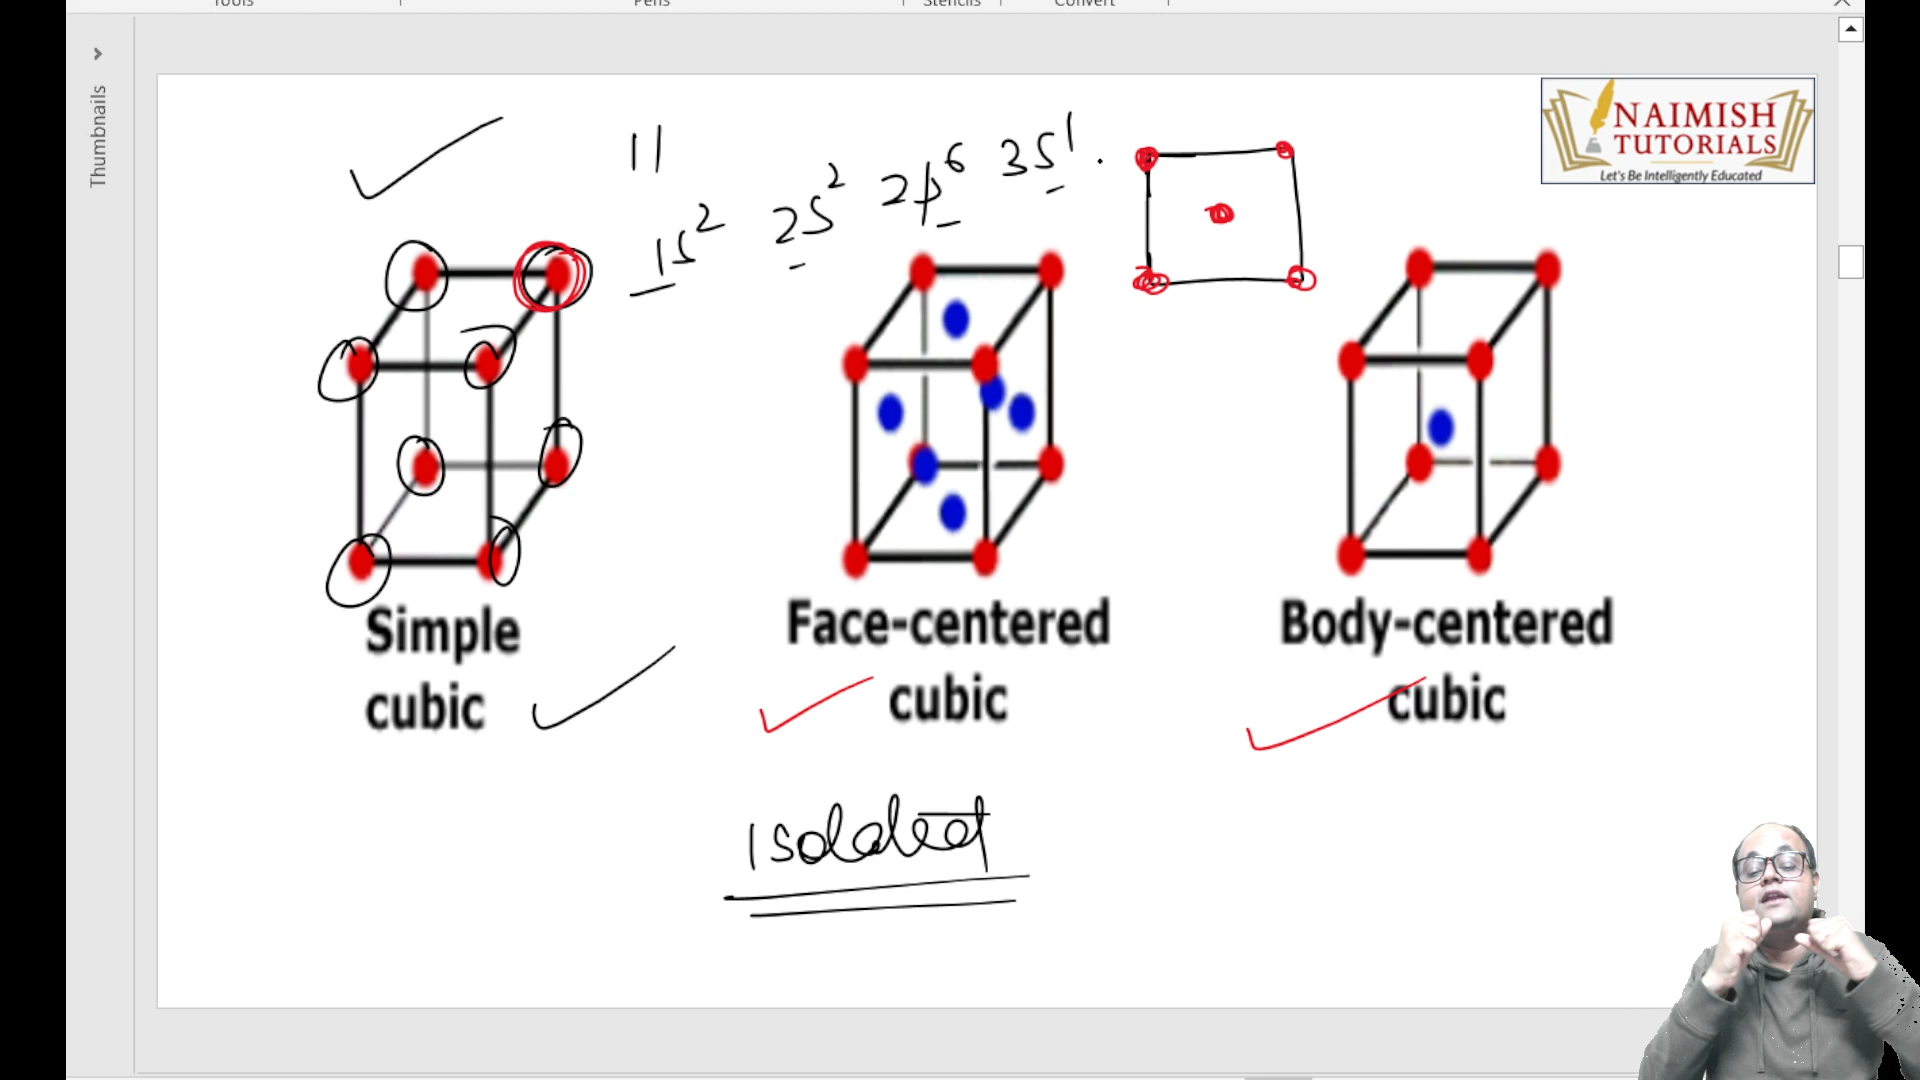 Tools Pens Stencils Convert
Thumbnails
NAIMISH
TUTORIALS
Let's Be Intelligently Educated
11
1s² 2s² 2p⁶ 3s¹.
Simple
cubic
Face-centered
cubic
Body-centered
cubic
isolated